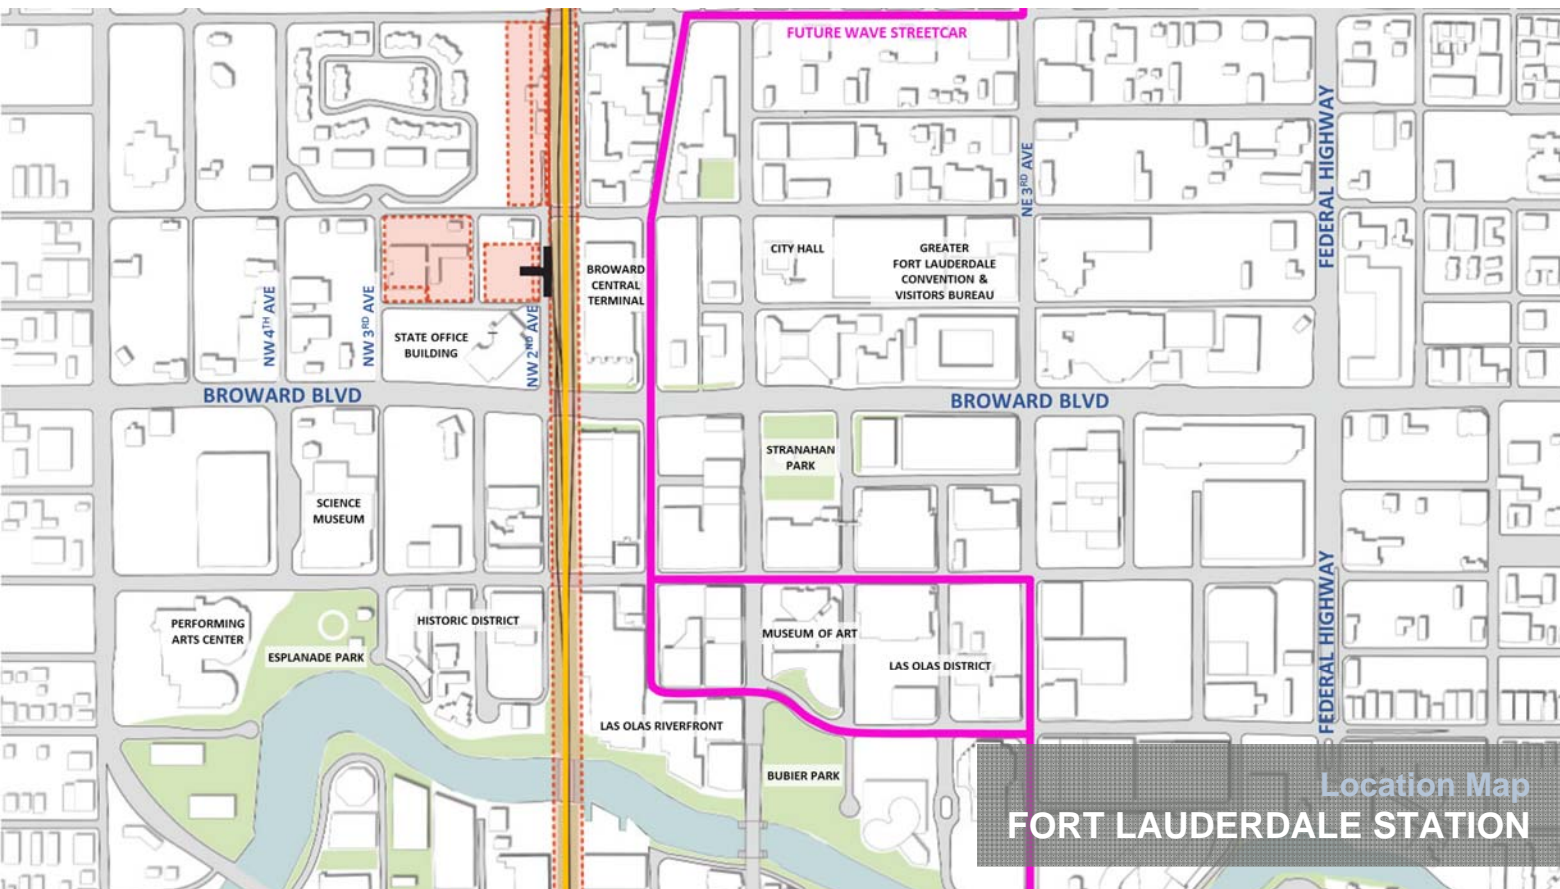 FUTURE WAVE STREETCAR
FEDERAL HIGHWAY
NE 3RD AVE
CITY HALL
GREATER
FORT LAUDERDALE
CONVENTION &
VISITORS BUREAU
BROWARD
CENTRAL
TERMINAL
NW 4TH AVE
NW 3RD AVE
STATE OFFICE
BUILDING
NW 2ND AVE
BROWARD BLVD
BROWARD BLVD
STRANAHAN
PARK
SCIENCE
MUSEUM
PERFORMING
ARTS CENTER
HISTORIC DISTRICT
ESPLANADE PARK
MUSEUM OF ART
LAS OLAS DISTRICT
FEDERAL HIGHWAY
LAS OLAS RIVERFRONT
BUBIER PARK
Location Map
FORT LAUDERDALE STATION